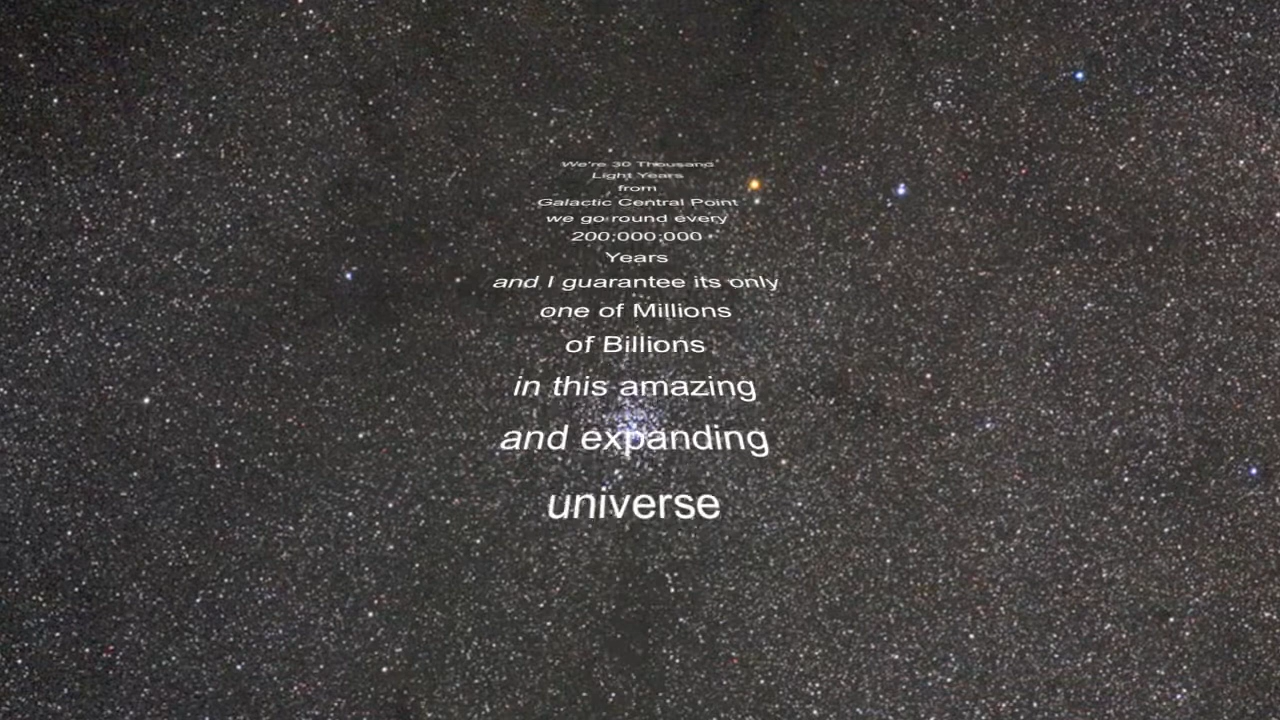 We're 30 Thousand
Light Years
from
Galactic Central Point
we go round every
200,000,000
Years
and I guarantee its only
one of Millions
of Billions
in this amazing
and expanding
universe